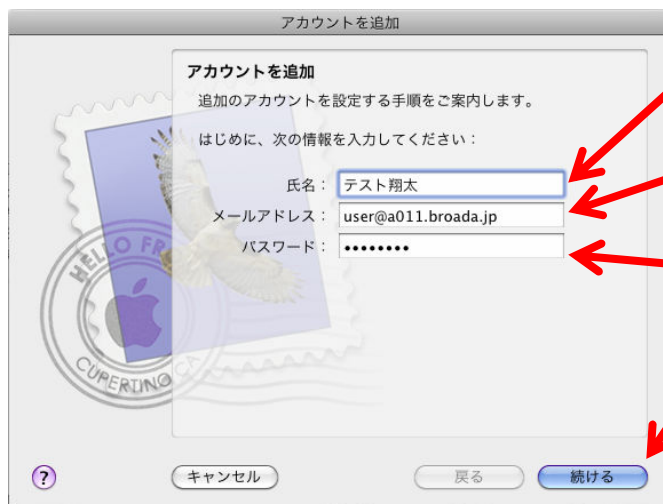 アカウントを追加
アカウントを追加
追加のアカウントを設定する手順をご案内します。
はじめに、次の情報を入力してください：
氏名： テスト翔太
メールアドレス： user@a011.broada.jp
パスワード： ••••••••
HELLO FR
CUPERTINO CA
? キャンセル 戻る 続ける